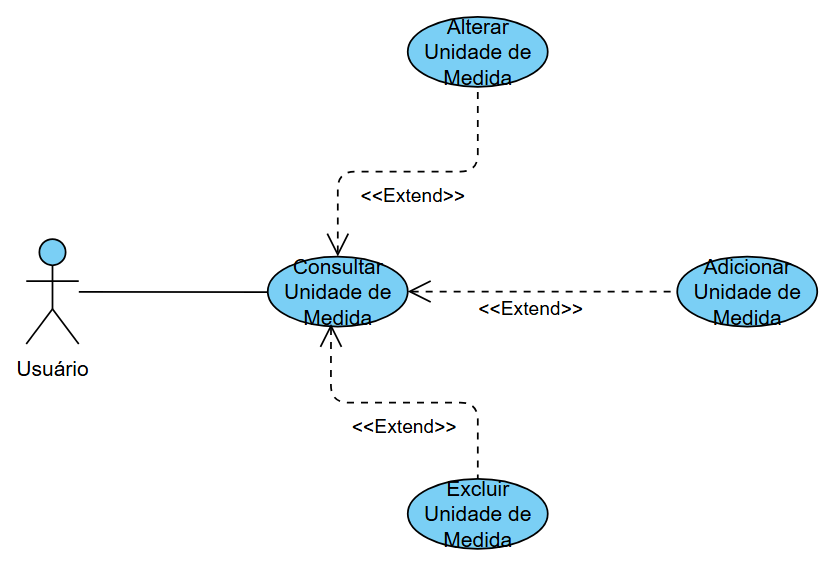 Alterar
Unidade de
Medida
<<Extend>>
Consultar
Unidade de
Medida
Adicionar
Unidade de
Medida
<<Extend>>
Usuário
<<Extend>>
Excluir
Unidade de
Medida